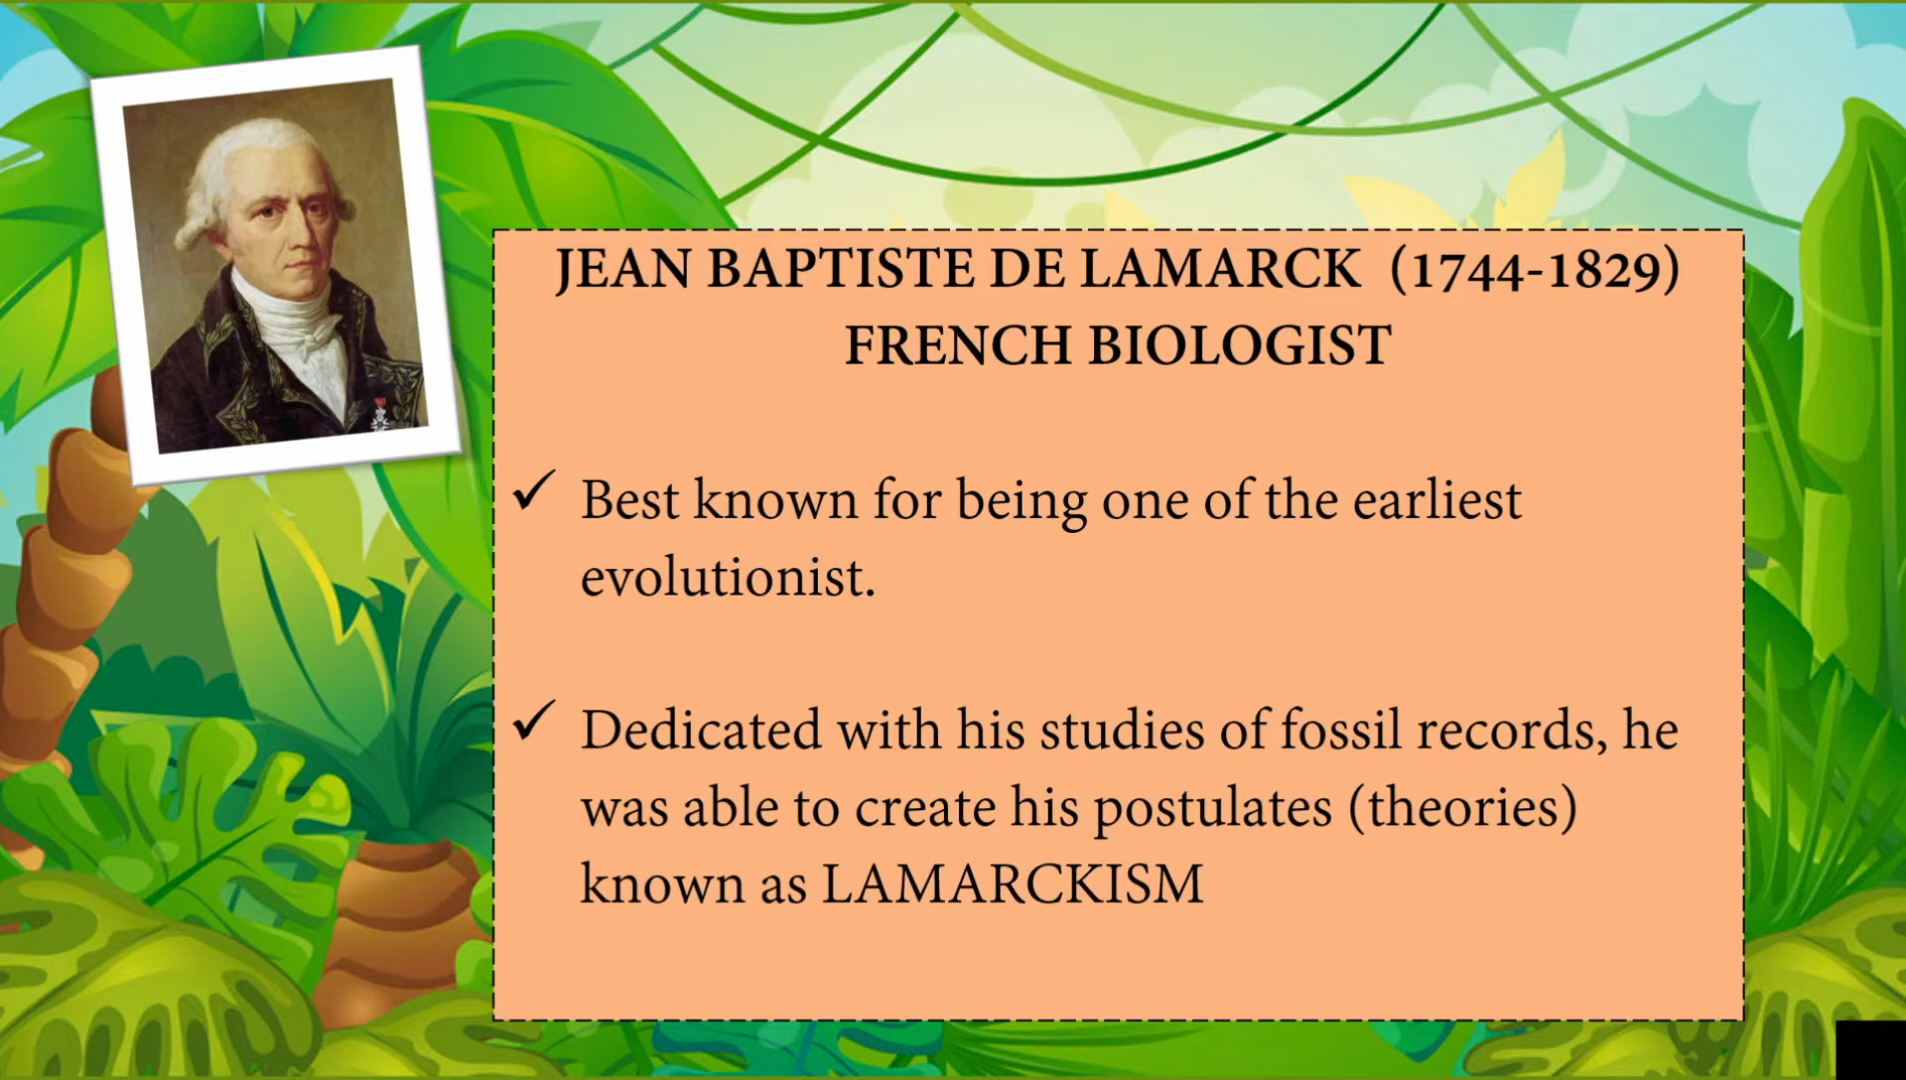 JEAN BAPTISTE DE LAMARCK (1744-1829)
FRENCH BIOLOGIST
✓ Best known for being one of the earliest
evolutionist.
✓ Dedicated with his studies of fossil records, he
was able to create his postulates (theories)
known as LAMARCKISM